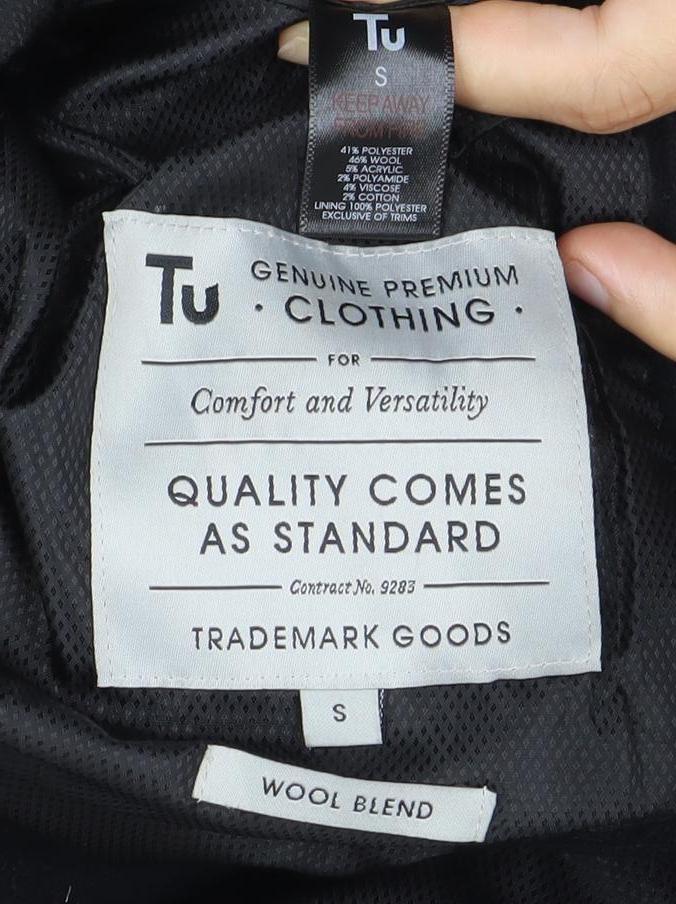 Tu
S
KEEP AWAY
FROM FIRE
41% POLYESTER
46% WOOL
5% ACRYLIC
2% POLYAMIDE
4% VISCOSE
2% COTTON
LINING 100% POLYESTER
EXCLUSIVE OF TRIMS
Tu GENUINE PREMIUM
· CLOTHING ·
FOR
Comfort and Versatility
QUALITY COMES
AS STANDARD
Contract No. 9283
TRADEMARK GOODS
S
WOOL BLEND